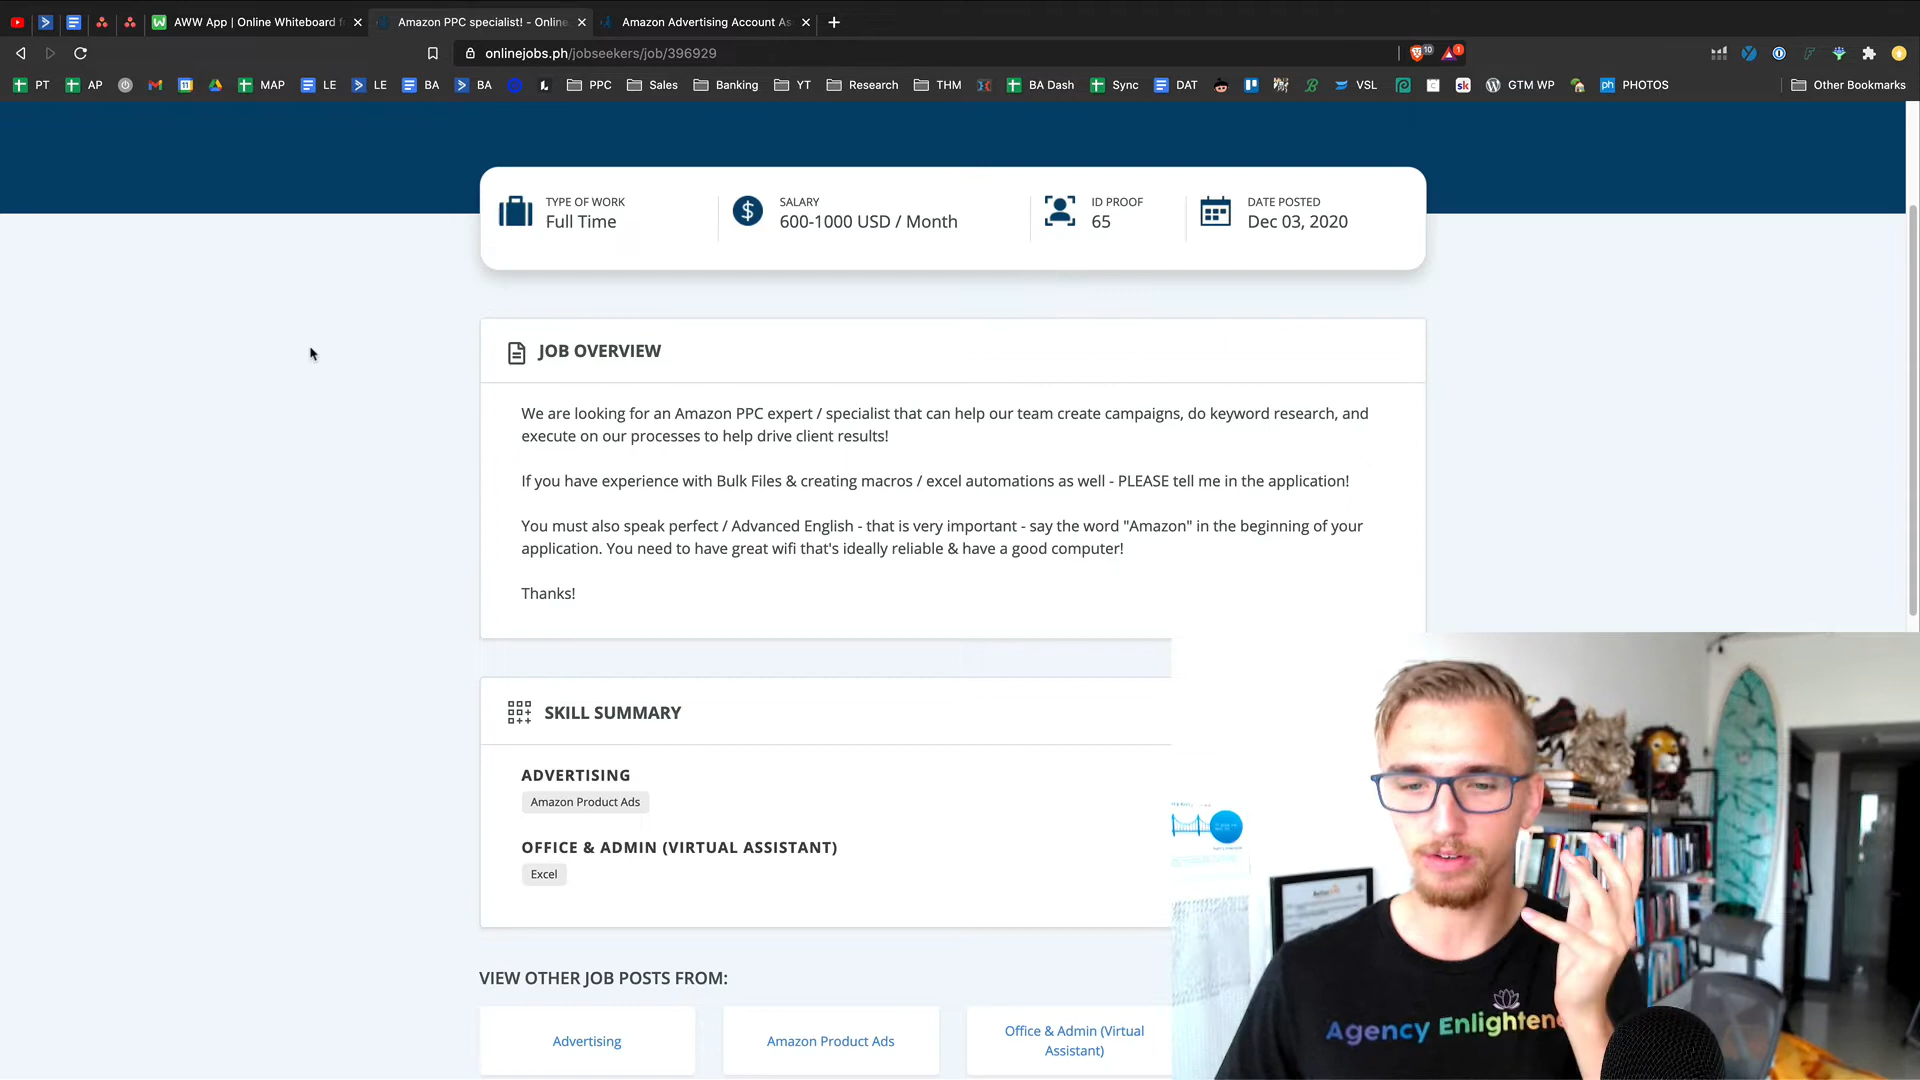 AWW App | Online Whiteboard f
Amazon PPC specialist! - Online
Amazon Advertising Account As
onlinejobs.ph/jobseekers/job/396929
10
1
PT
AP
MAP
LE
LE
BA
BA
PPC
Sales
Banking
YT
Research
THM
BA Dash
Sync
DAT
VSL
sk
GTM WP
ph PHOTOS
Other Bookmarks
TYPE OF WORK
Full Time
SALARY
600-1000 USD / Month
ID PROOF
65
DATE POSTED
Dec 03, 2020
JOB OVERVIEW
We are looking for an Amazon PPC expert / specialist that can help our team create campaigns, do keyword research, and
execute on our processes to help drive client results!
If you have experience with Bulk Files & creating macros / excel automations as well - PLEASE tell me in the application!
You must also speak perfect / Advanced English - that is very important - say the word "Amazon" in the beginning of your
application. You need to have great wifi that's ideally reliable & have a good computer!
Thanks!
SKILL SUMMARY
ADVERTISING
Amazon Product Ads
OFFICE & ADMIN (VIRTUAL ASSISTANT)
Excel
VIEW OTHER JOB POSTS FROM:
Advertising
Amazon Product Ads
Office & Admin (Virtual
Assistant)
Agency Enlighten